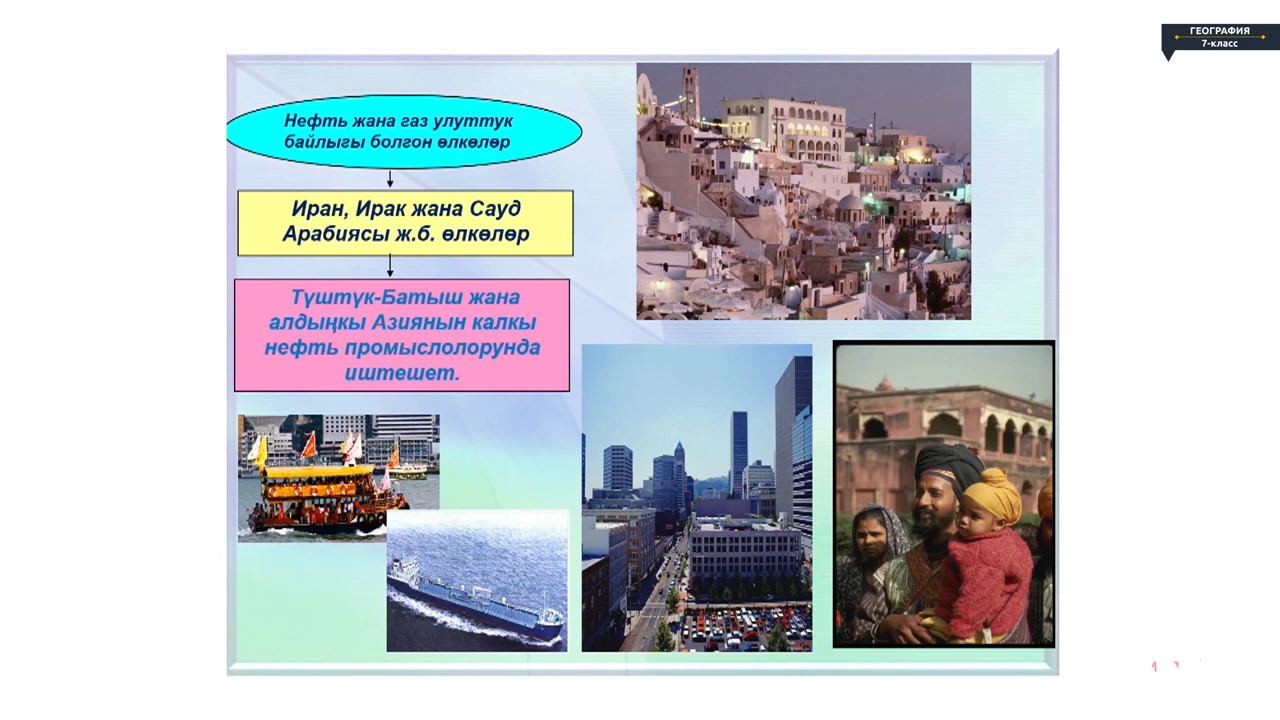 ГЕОГРАФИЯ
7-класс
Нефть жана газ улуттук
байлыгы болгон өлкөлөр
Иран, Ирак жана Сауд
Арабиясы ж.б. өлкөлөр
Түштүк-Батыш жана
алдыңкы Азиянын калкы
нефть промыслолорунда
иштешет.